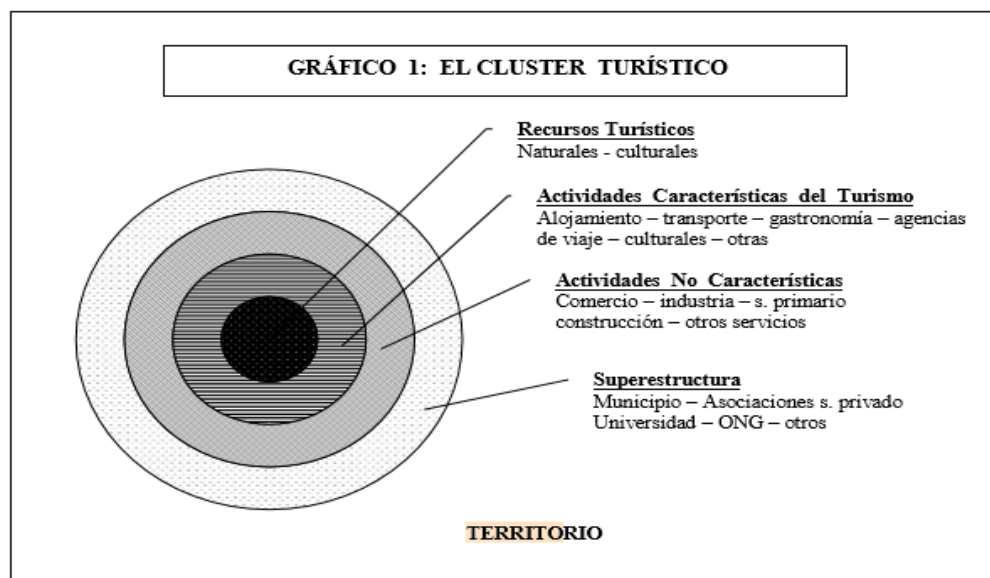 GRÁFICO 1: EL CLUSTER TURÍSTICO
Recursos Turísticos
Naturales - culturales
Actividades Características del Turismo
Alojamiento – transporte – gastronomía – agencias
de viaje – culturales – otras
Actividades No Características
Comercio – industria – s. primario
construcción – otros servicios
Superestructura
Municipio – Asociaciones s. privado
Universidad – ONG – otros
TERRITORIO